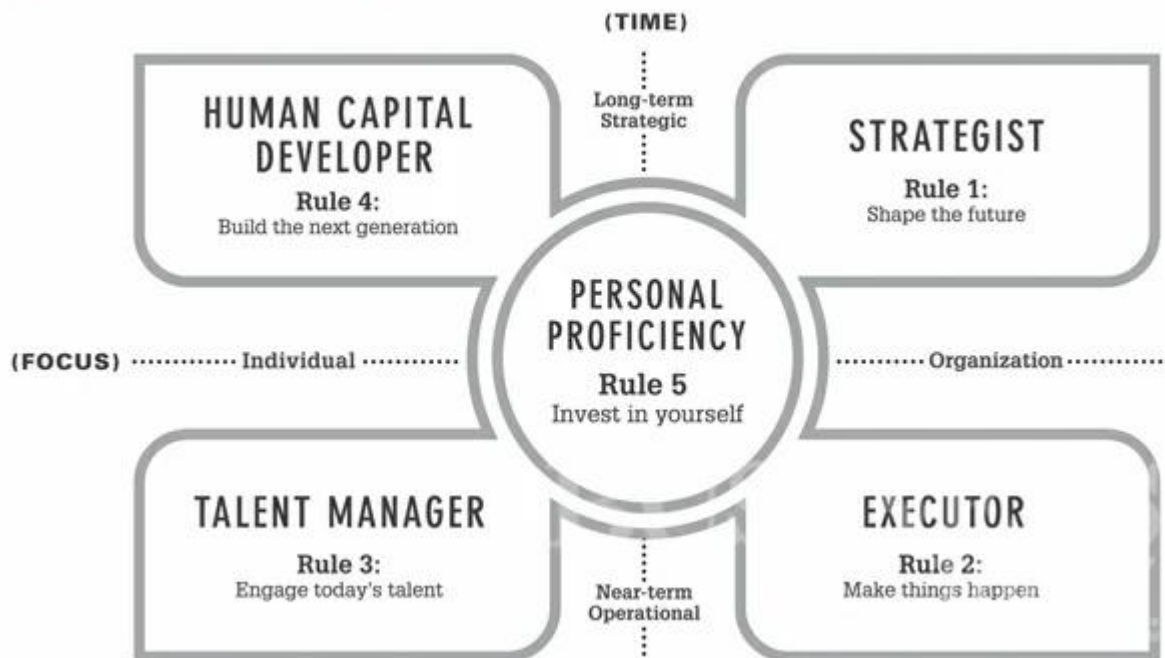 (TIME)
Long-term
Strategic
HUMAN CAPITAL
DEVELOPER
Rule 4:
Build the next generation
STRATEGIST
Rule 1:
Shape the future
PERSONAL
PROFICIENCY
Rule 5
Invest in yourself
(FOCUS)
Individual
Organization
TALENT MANAGER
Rule 3:
Engage today's talent
EXECUTOR
Rule 2:
Make things happen
Near-term
Operational